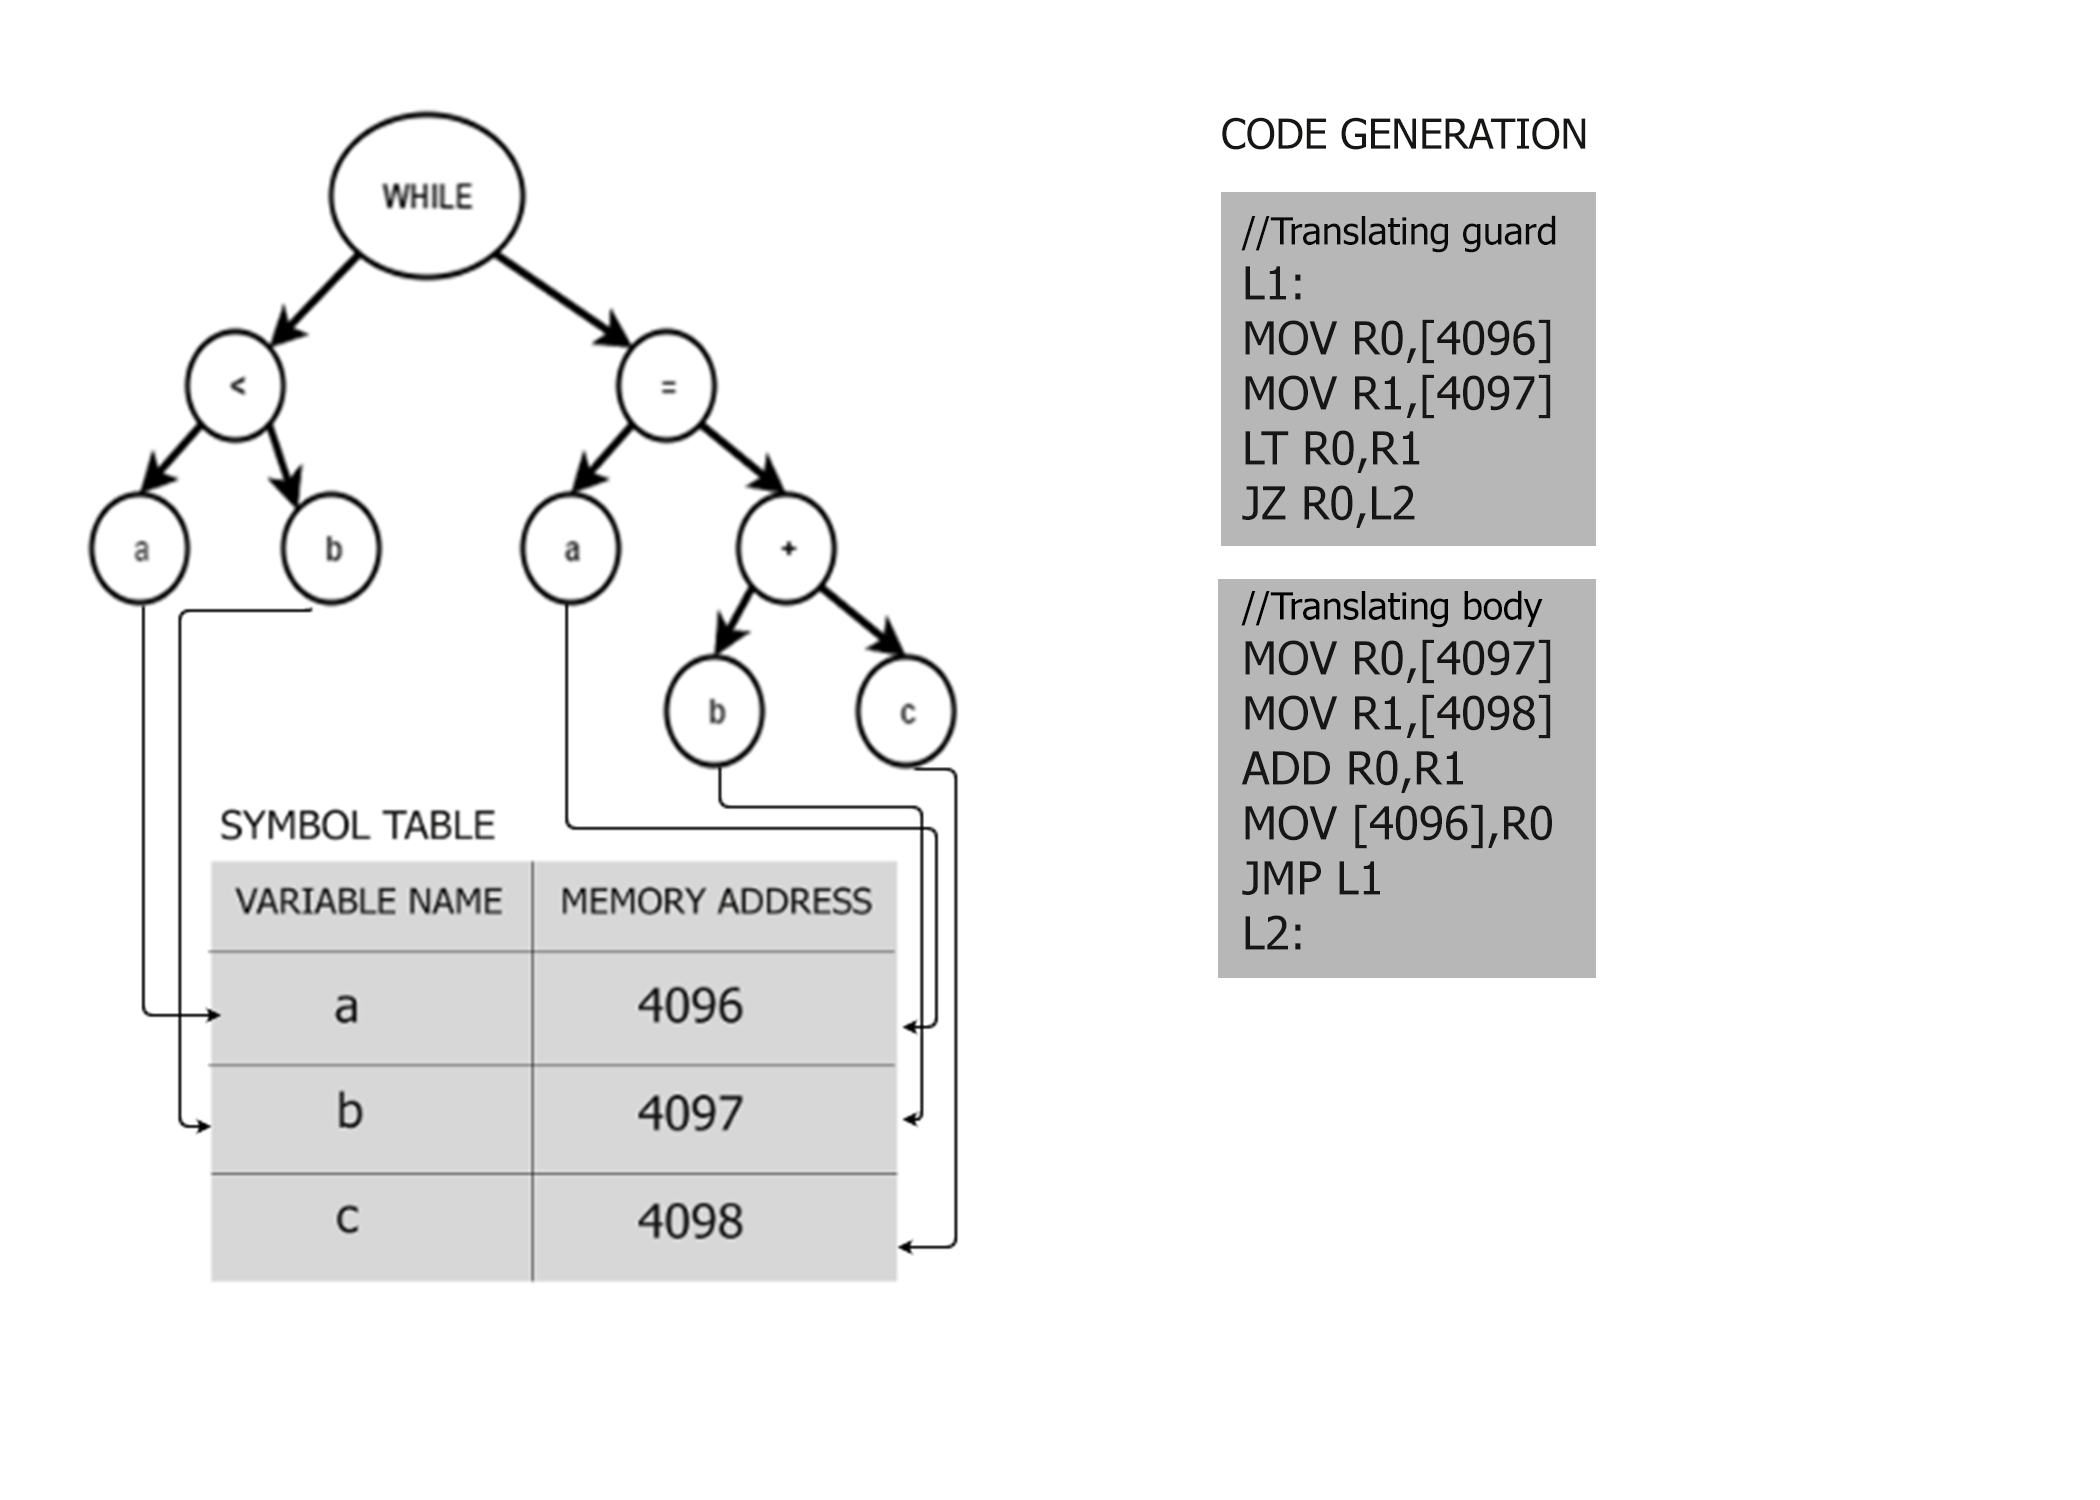 WHILE
<
=
a
b
a
+
b
c
SYMBOL TABLE
VARIABLE NAME
MEMORY ADDRESS
a
4096
b
4097
c
4098
CODE GENERATION
//Translating guard
L1:
MOV R0,[4096]
MOV R1,[4097]
LT R0,R1
JZ R0,L2
//Translating body
MOV R0,[4097]
MOV R1,[4098]
ADD R0,R1
MOV [4096],R0
JMP L1
L2: